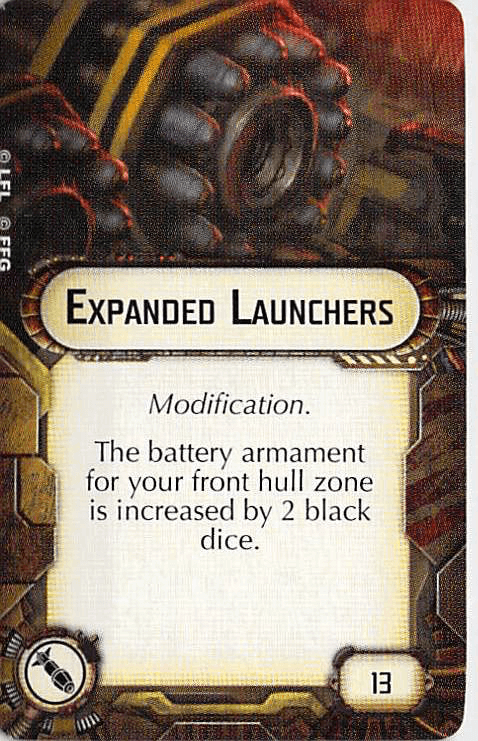 © LFL © FFG
EXPANDED LAUNCHERS
Modification.
The battery armament
for your front hull zone
is increased by 2 black
dice.
13